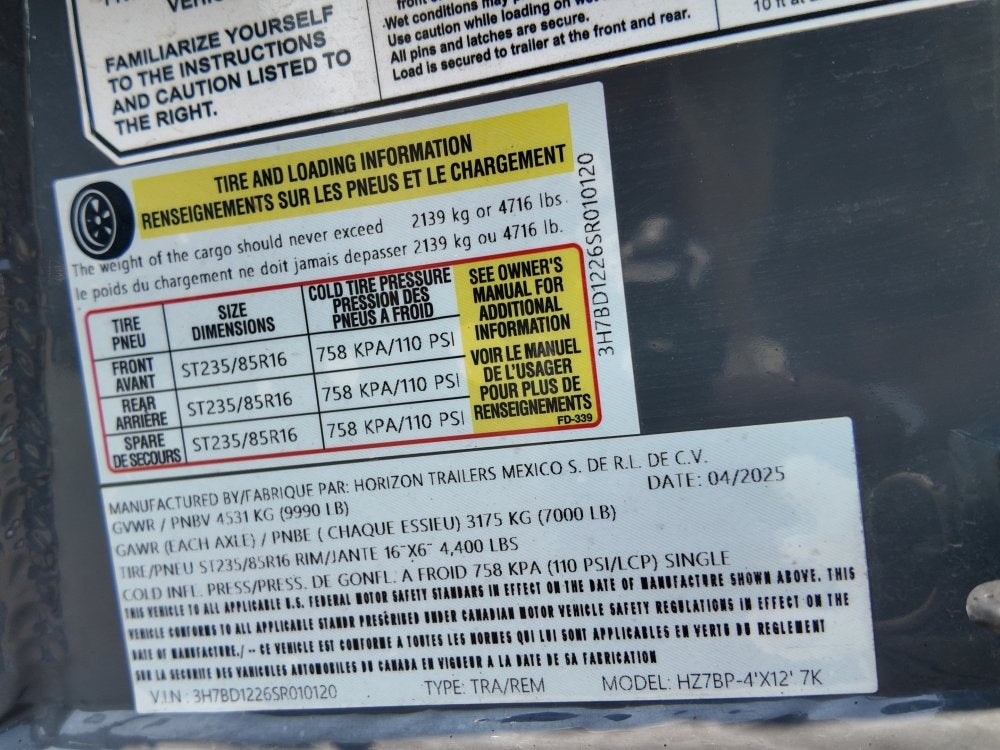 VEHIC
FAMILIARIZE YOURSELF
TO THE INSTRUCTIONS
AND CAUTION LISTED TO
THE RIGHT.
Wet conditions may
Use caution while loading on
All pins and latches are secure.
Load is secured to trailer at the front and rear.
10 ft at
TIRE AND LOADING INFORMATION
RENSEIGNEMENTS SUR LES PNEUS ET LE CHARGEMENT
The weight of the cargo should never exceed 2139 kg or 4716 lbs.
le poids du chargement ne doit jamais depasser 2139 kg ou 4716 lb.
TIRE
PNEU
SIZE
DIMENSIONS
COLD TIRE PRESSURE
PRESSION DES
PNEUS A FROID
FRONT
AVANT
ST235/85R16
758 KPA/110 PSI
REAR
ARRIÈRE
ST235/85R16
758 KPA/110 PSI
SPARE
DE SECOURS
ST235/85R16
758 KPA/110 PSI
SEE OWNER'S
MANUAL FOR
ADDITIONAL
INFORMATION
VOIR LE MANUEL
DE L'USAGER
POUR PLUS DE
RENSEIGNEMENTS
FD-339
3H7BD1226SR010120
MANUFACTURED BY/FABRIQUE PAR: HORIZON TRAILERS MEXICO S. DE R.L. DE C.V.
GVWR / PNBV 4531 KG (9990 LB) DATE: 04/2025
GAWR (EACH AXLE) / PNBE ( CHAQUE ESSIEU) 3175 KG (7000 LB)
TIRE/PNEU ST235/85R16 RIM/JANTE 16"X6" 4,400 LBS
COLD INFL. PRESS/PRESS. DE GONFL. A FROID 758 KPA (110 PSI/LCP) SINGLE
THIS VEHICLE TO ALL APPLICABLE U.S. FEDERAL MOTOR SAFETY STANDARS IN EFFECT ON THE DATE OF MANUFACTURE SHOWN ABOVE. THIS
VEHICLE CONFORMS TO ALL APPLICABLE STANDR PRESCRIBED UNDER CANADIAN MOTOR VEHICLE SAFETY REGULATIONS IN EFFECT ON THE
DATE OF MANUFACTURE./ -- CE VEHICLE EST CONFORME A TOUTES LES NORMES QUI LUI SONT APPLICABLES EN VERTU DU REGLEMENT
SUR LA SECURITE DES VAHICULES AUTOMOBILES DU CANADA EN VIGUEUR A LA DATE DE SA FABRICATION
V.I.N : 3H7BD1226SR010120 TYPE: TRA/REM MODEL: HZ7BP-4'X12' 7K